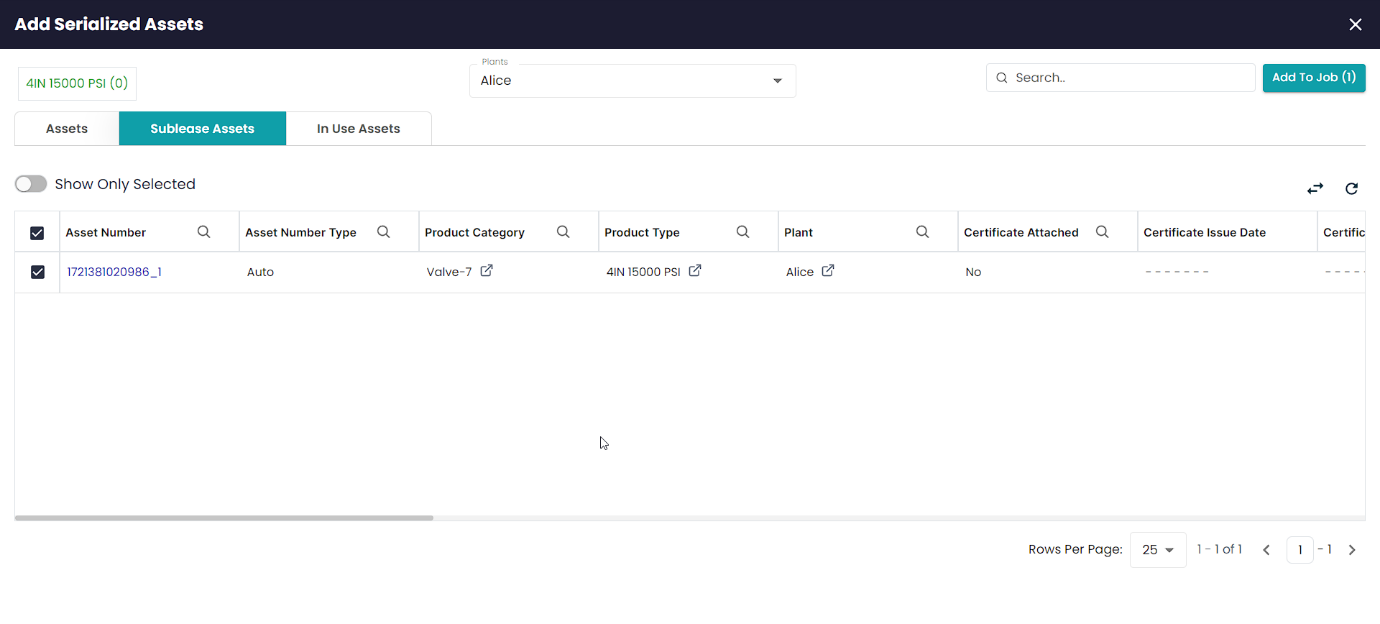 Add Serialized Assets
4IN 15000 PSI (0)
Plants
Alice
Search..
Add To Job (1)
Assets
Sublease Assets
In Use Assets
Show Only Selected
Asset Number
Asset Number Type
Product Category
Product Type
Plant
Certificate Attached
Certificate Issue Date
Certific
1721381020986_1
Auto
Valve-7
4IN 15000 PSI
Alice
No
- - - - - - -
- - - - -
Rows Per Page:
25
1 - 1 of 1
1
- 1